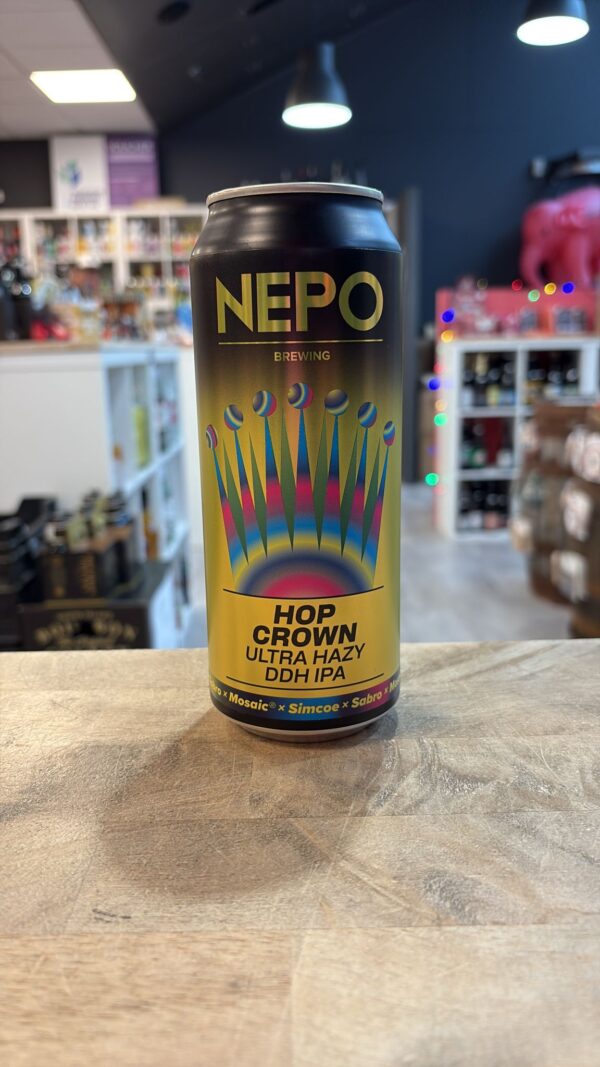 NEPO
BREWING
HOP
CROWN
ULTRA HAZY
DDH IPA
× Mosaic® × Simcoe × Sabro ×